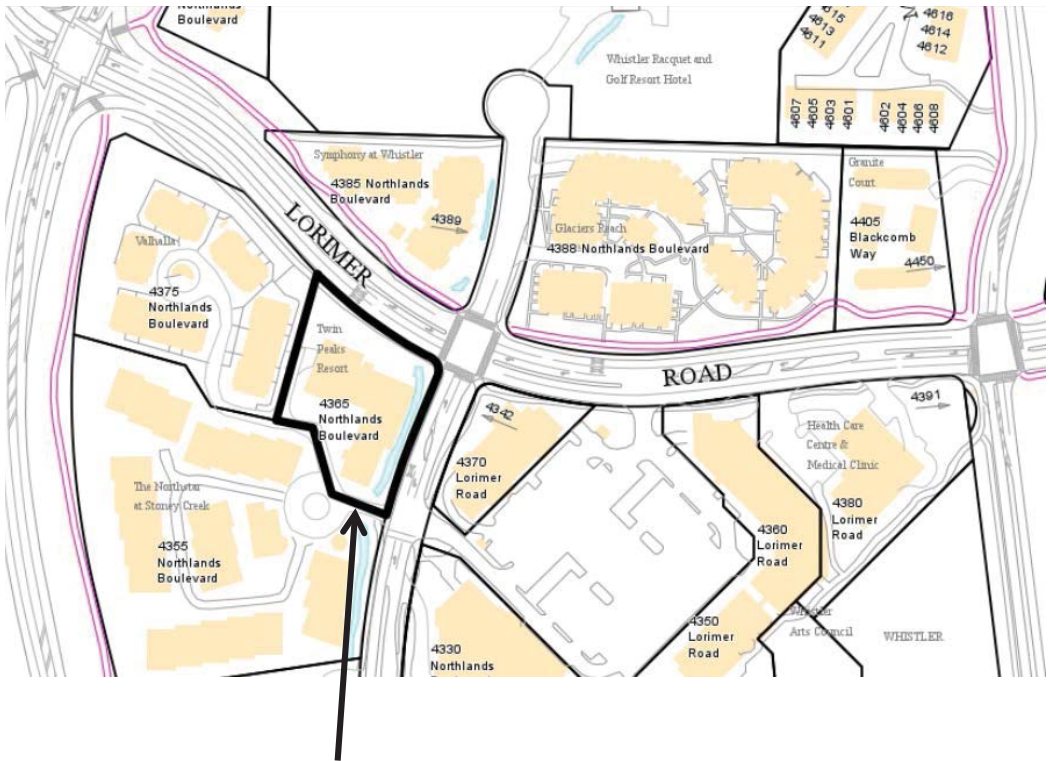 Northlands
Boulevard
Whistler Racquet and
Golf Resort Hotel
4615
4613
4611
4616
4614
4612
4607
4605
4603
4601
4602
4604
4606
4608
Symphony at Whistler
4385 Northlands
Boulevard
4389
LORIMER
Glaciers Reach
4388 Northlands Boulevard
Granite
Court
4405
Blackcomb
Way
4450
Valhalla
4375
Northlands
Boulevard
Twin
Peaks
Resort
4365
Northlands
Boulevard
ROAD
4342
4370
Lorimer
Road
4391
Health Care
Centre &
Medical Clinic
4380
Lorimer
Road
4360
Lorimer
Road
The Northstar
at Stoney Creek
4355
Northlands
Boulevard
4350
Lorimer
Road
Whistler
Arts Council
WHISTLER
4330
Northlands